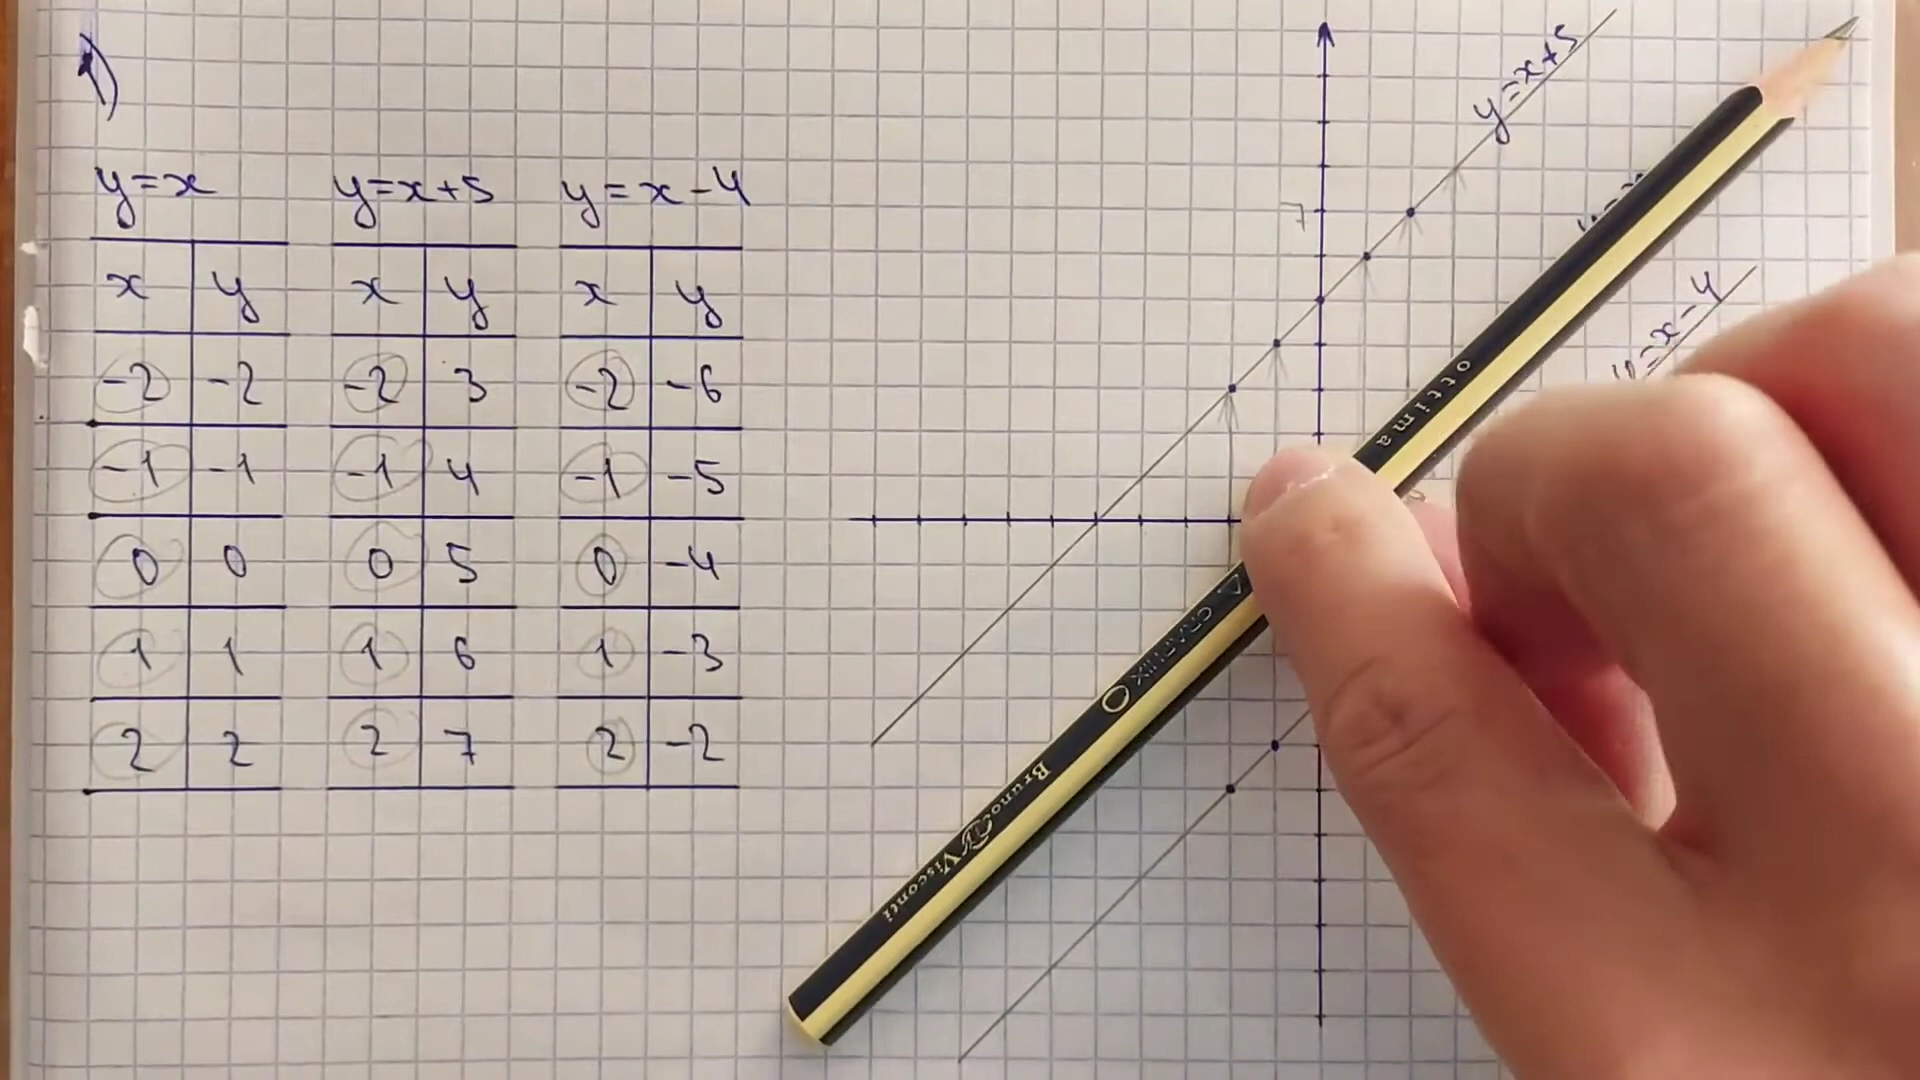 1)
y=x y=x+5 y=x-4
x y x y x y
-2 -2 -2 3 -2 -6
-1 -1 -1 4 -1 -5
0 0 0 5 0 -4
1 1 1 6 1 -3
2 2 2 7 2 -2
y=x+5
7
y=x-4
ottima
GRAFHIX
Bruno Visconti